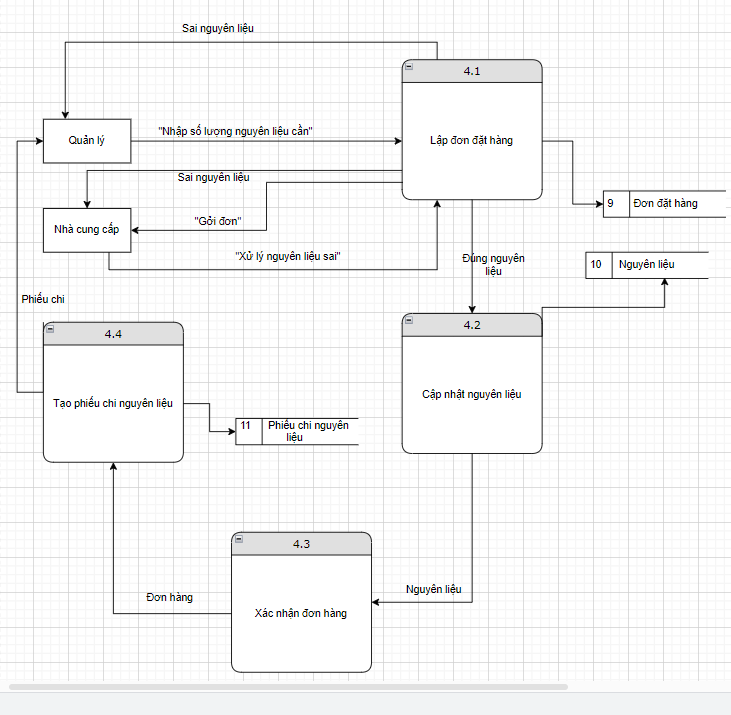 Sai nguyên liệu
4.1
Quản lý
"Nhập số lượng nguyên liệu cần"
Lập đơn đặt hàng
Sai nguyên liệu
9
Đơn đặt hàng
"Gởi đơn"
Nhà cung cấp
"Xử lý nguyên liệu sai"
Đúng nguyên
liệu
10
Nguyên liệu
Phiếu chi
4.4
4.2
Tạo phiếu chi nguyên liệu
Cập nhật nguyên liệu
11
Phiếu chi nguyên
liệu
4.3
Nguyên liệu
Đơn hàng
Xác nhận đơn hàng